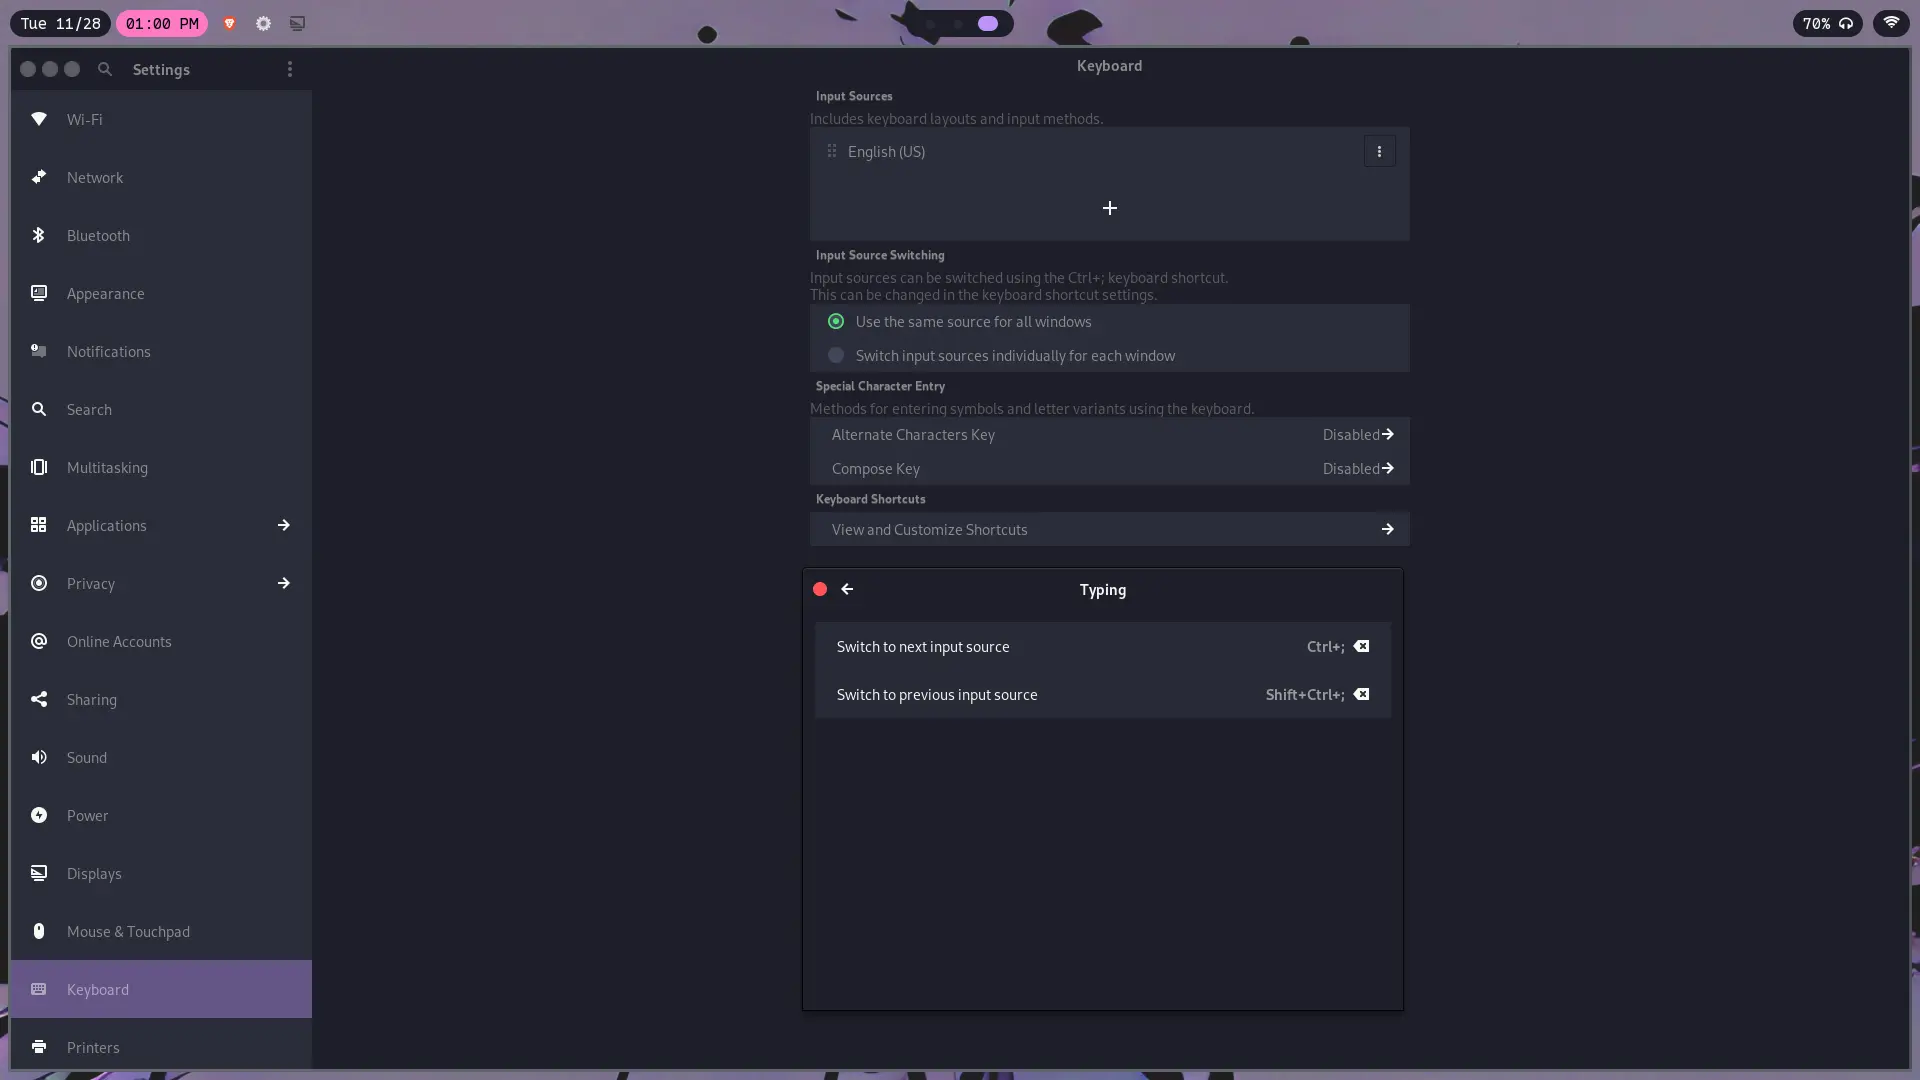 Tue 11/28
01:00 PM
70%
Settings
Keyboard
Wi-Fi
Network
Bluetooth
Appearance
Notifications
Search
Multitasking
Applications
Privacy
Online Accounts
Sharing
Sound
Power
Displays
Mouse & Touchpad
Keyboard
Printers
Input Sources
Includes keyboard layouts and input methods.
English (US)
Input Source Switching
Input sources can be switched using the Ctrl+; keyboard shortcut.
This can be changed in the keyboard shortcut settings.
Use the same source for all windows
Switch input sources individually for each window
Special Character Entry
Methods for entering symbols and letter variants using the keyboard.
Alternate Characters Key Disabled
Compose Key Disabled
Keyboard Shortcuts
View and Customize Shortcuts
Typing
Switch to next input source Ctrl+;
Switch to previous input source Shift+Ctrl+;